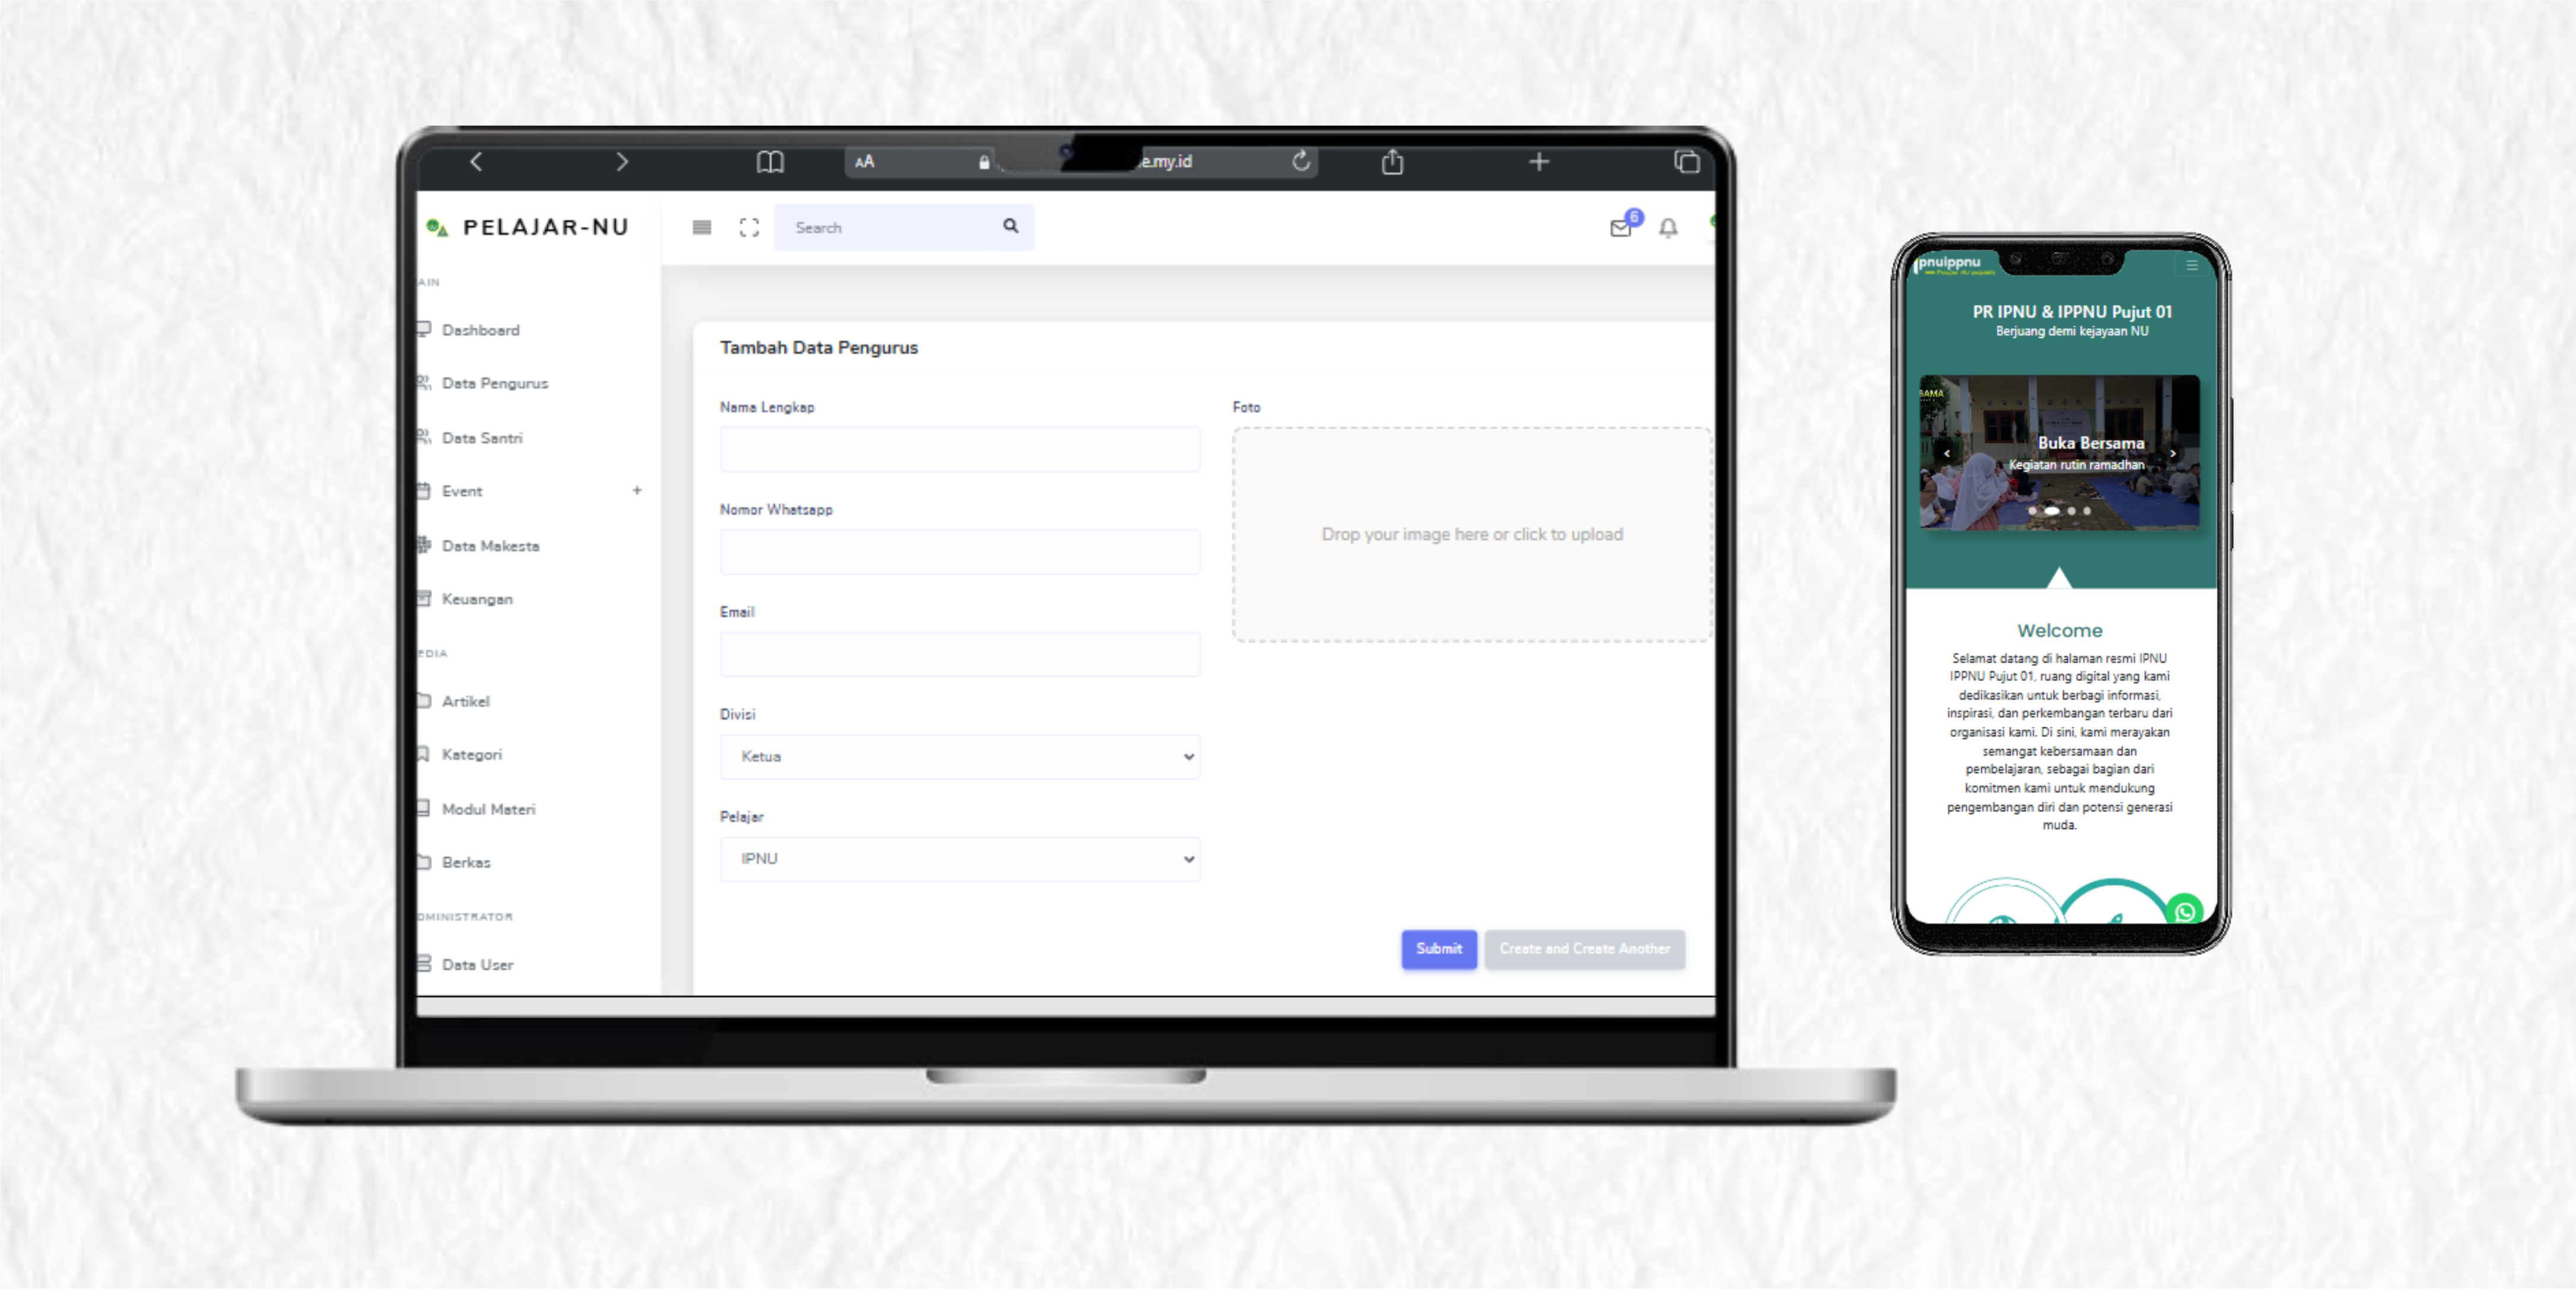 AA
e.my.id
PELAJAR-NU
Search
6
AIN
Dashboard
Data Pengurus
Data Santri
Event +
Data Makesta
Keuangan
EDIA
Artikel
Kategori
Modul Materi
Berkas
DMINISTRATOR
Data User
Tambah Data Pengurus
Nama Lengkap
Nomor Whatsapp
Email
Divisi
Ketua
Pelajar
IPNU
Foto
Drop your image here or click to upload
Submit
Create and Create Another
pnuippnu
PR IPNU & IPPNU Pujut 01
Berjuang demi kejayaan NU
SAMA
Buka Bersama
Kegiatan rutin ramadhan
Welcome
Selamat datang di halaman resmi IPNU
IPPNU Pujut 01, ruang digital yang kami
dedikasikan untuk berbagi informasi,
inspirasi, dan perkembangan terbaru dari
organisasi kami. Di sini, kami merayakan
semangat kebersamaan dan
pembelajaran, sebagai bagian dari
komitmen kami untuk mendukung
pengembangan diri dan potensi generasi
muda.